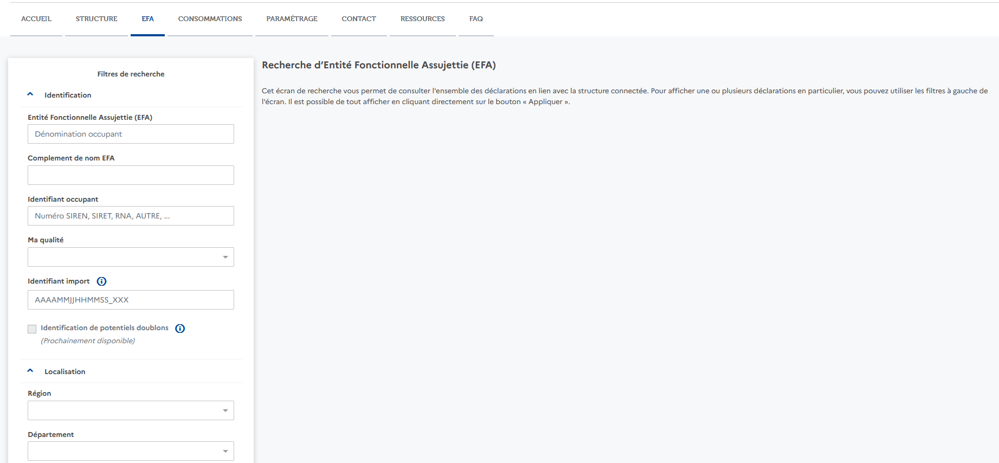 ACCUEIL STRUCTURE EFA CONSOMMATIONS PARAMÉTRAGE CONTACT RESSOURCES FAQ
Filtres de recherche
Identification
Entité Fonctionnelle Assujettie (EFA)
Dénomination occupant
Complement de nom EFA
Identifiant occupant
Numéro SIREN, SIRET, RNA, AUTRE, ...
Ma qualité
Identifiant import
AAAAMMJJHHMMSS_XXX
Identification de potentiels doublons
(Prochainement disponible)
Localisation
Région
Département
Recherche d’Entité Fonctionnelle Assujettie (EFA)
Cet écran de recherche vous permet de consulter l'ensemble des déclarations en lien avec la structure connectée. Pour afficher une ou plusieurs déclarations en particulier, vous pouvez utiliser les filtres à gauche de
l'écran. Il est possible de tout afficher en cliquant directement sur le bouton « Appliquer ».